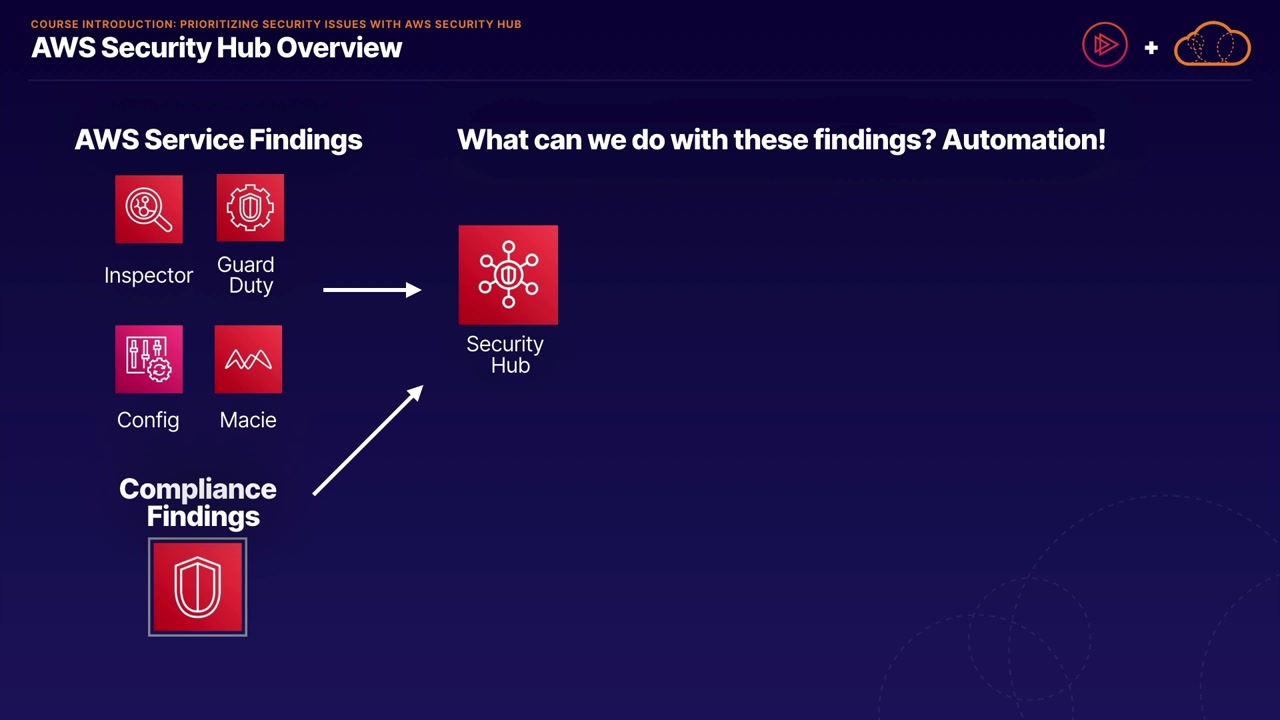 COURSE INTRODUCTION: PRIORITIZING SECURITY ISSUES WITH AWS SECURITY HUB
AWS Security Hub Overview
AWS Service Findings
What can we do with these findings? Automation!
Inspector
Guard
Duty
Config
Macie
Security
Hub
Compliance
Findings